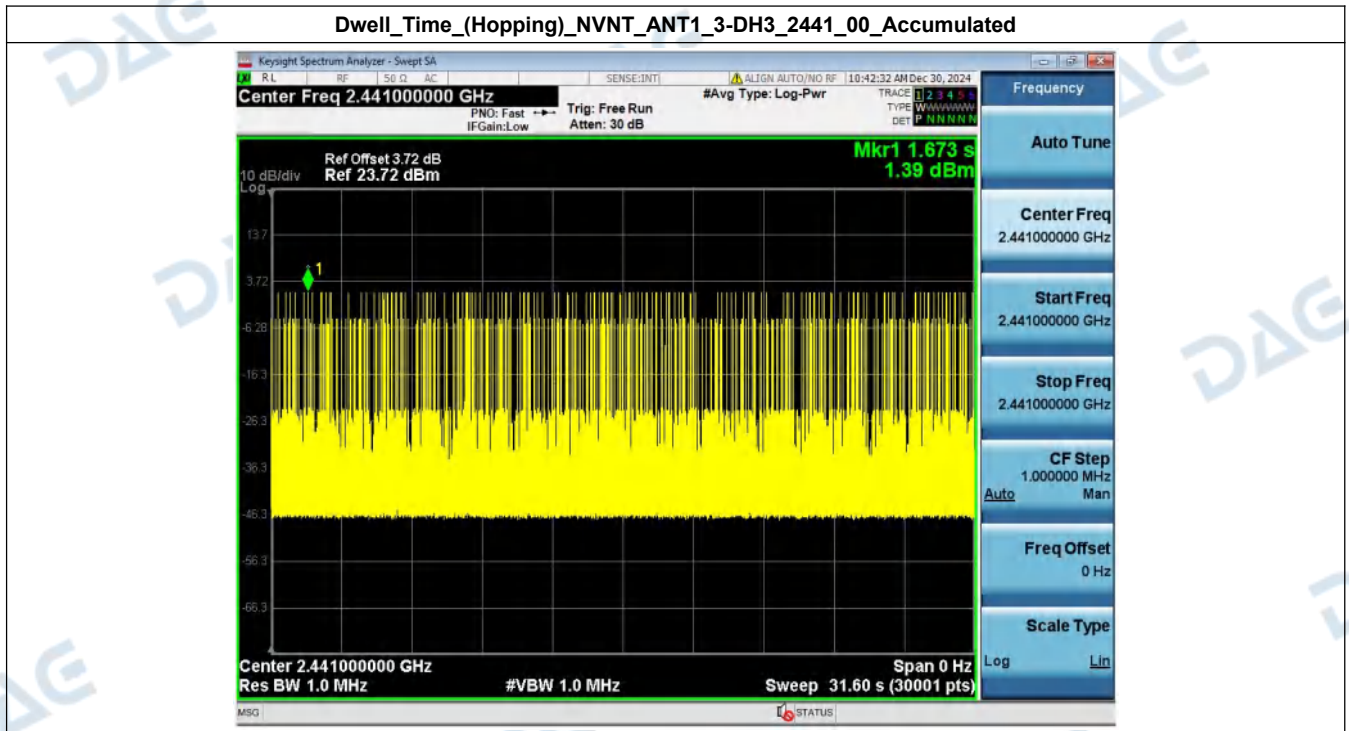 Dwell_Time_(Hopping)_NVNT_ANT1_3-DH3_2441_00_Accumulated
Keysight Spectrum Analyzer - Swept SA
RL RF 50 Ω AC SENSE:INT ALIGN AUTO/NO RF 10:42:32 AM Dec 30, 2024
Center Freq 2.441000000 GHz
PNO: Fast
IFGain:Low
Trig: Free Run
Atten: 30 dB
#Avg Type: Log-Pwr
TRACE 1 2 3 4 5 6
TYPE WWWWWW
DET P NNNNN
Mkr1 1.673 s
1.39 dBm
Ref Offset 3.72 dB
10 dB/div Ref 23.72 dBm
Log
13.7
3.72
-6.28
-16.3
-26.3
-36.3
-46.3
-56.3
-66.3
1
Center 2.441000000 GHz Span 0 Hz
Res BW 1.0 MHz #VBW 1.0 MHz Sweep 31.60 s (30001 pts)
MSG STATUS
Frequency
Auto Tune
Center Freq
2.441000000 GHz
Start Freq
2.441000000 GHz
Stop Freq
2.441000000 GHz
CF Step
1.000000 MHz
Auto Man
Freq Offset
0 Hz
Scale Type
Log Lin
DAG
DAG
DAG
DAG